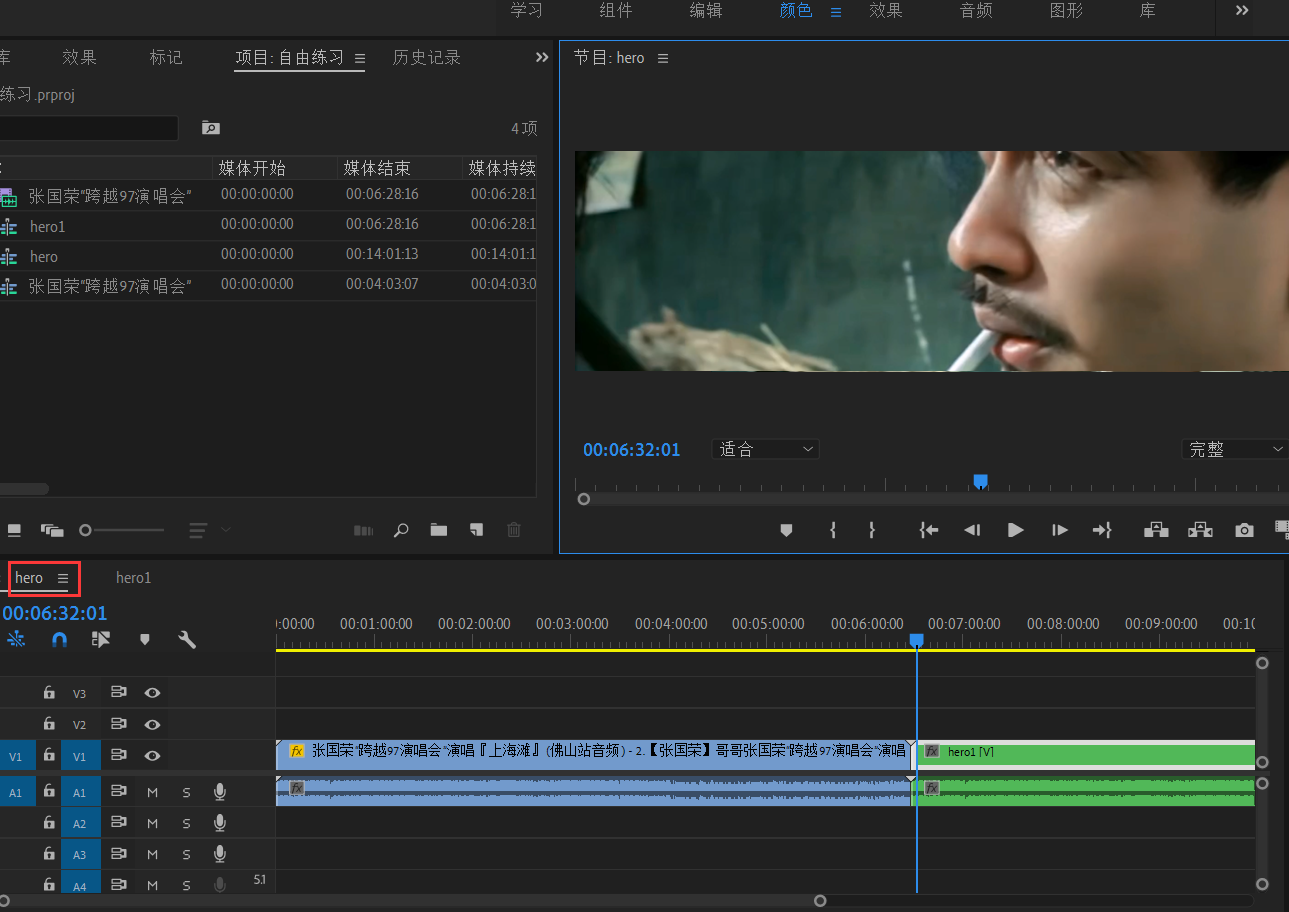 学习 组件 编辑 颜色 效果 音频 图形 库
库 效果 标记 项目: 自由练习 历史记录
节目: hero
练习.prproj
4 项
媒体开始 媒体结束 媒体持续
张国荣"跨越97演唱会" 00:00:00:00 00:06:28:16 00:06:28:1
hero1 00:00:00:00 00:06:28:16 00:06:28:1
hero 00:00:00:00 00:14:01:13 00:14:01:1
张国荣"跨越97演唱会" 00:00:00:00 00:04:03:07 00:04:03:0
00:06:32:01 适合 完整
hero hero1
00:06:32:01
:00:00 00:01:00:00 00:02:00:00 00:03:00:00 00:04:00:00 00:05:00:00 00:06:00:00 00:07:00:00 00:08:00:00 00:09:00:00 00:10
V3
V2
V1 V1 fx 张国荣"跨越97演唱会"演唱『上海滩』(佛山站音频) - 2.【张国荣】哥哥张国荣"跨越97演唱会"演唱 fx hero1 [V]
A1 A1 M S fx fx
A2 M S
A3 M S
A4 M S 5.1